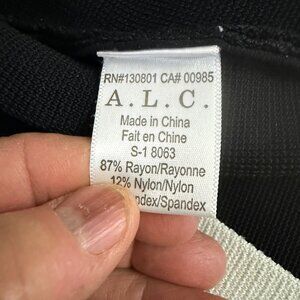 RN#130801 CA# 00985
A.L.C.
Made in China
Fait en Chine
S-1 8063
87% Rayon/Rayonne
12% Nylon/Nylon
ndex/Spandex